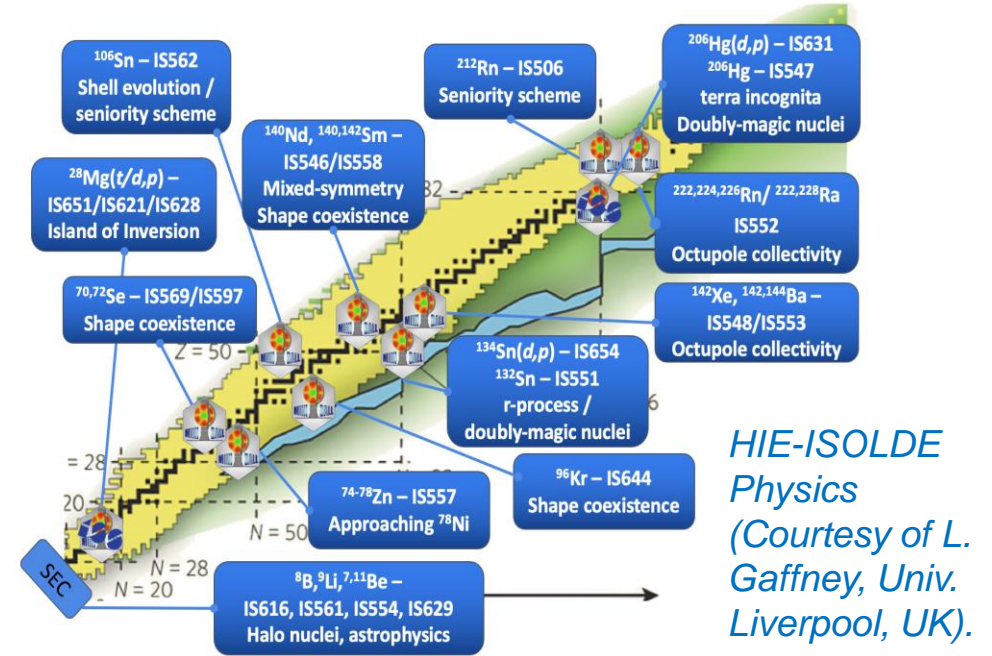 ¹⁰⁶Sn – IS562
Shell evolution /
seniority scheme
²¹²Rn – IS506
Seniority scheme
²⁰⁶Hg(d,p) – IS631
²⁰⁶Hg – IS547
terra incognita
Doubly-magic nuclei
¹⁴⁰Nd, ¹⁴⁰,¹⁴²Sm –
IS546/IS558
Mixed-symmetry
Shape coexistence
²⁸Mg(t/d,p) –
IS651/IS621/IS628
Island of Inversion
82
²²²,²²⁴,²²⁶Rn/ ²²²,²²⁸Ra
IS552
Octupole collectivity
⁷⁰,⁷²Se – IS569/IS597
Shape coexistence
¹⁴²Xe, ¹⁴²,¹⁴⁴Ba –
IS548/IS553
Octupole collectivity
Z = 50
¹³⁴Sn(d,p) – IS654
¹³²Sn – IS551
r-process /
doubly-magic nuclei
6
= 28
⁹⁶Kr – IS644
Shape coexistence
⁷⁴-⁷⁸Zn – IS557
Approaching ⁷⁸Ni
20
N = 50
N = 28
N = 20
SEC
⁸B,⁹Li,⁷,¹¹Be –
IS616, IS561, IS554, IS629
Halo nuclei, astrophysics
HIE-ISOLDE
Physics
(Courtesy of L.
Gaffney, Univ.
Liverpool, UK).